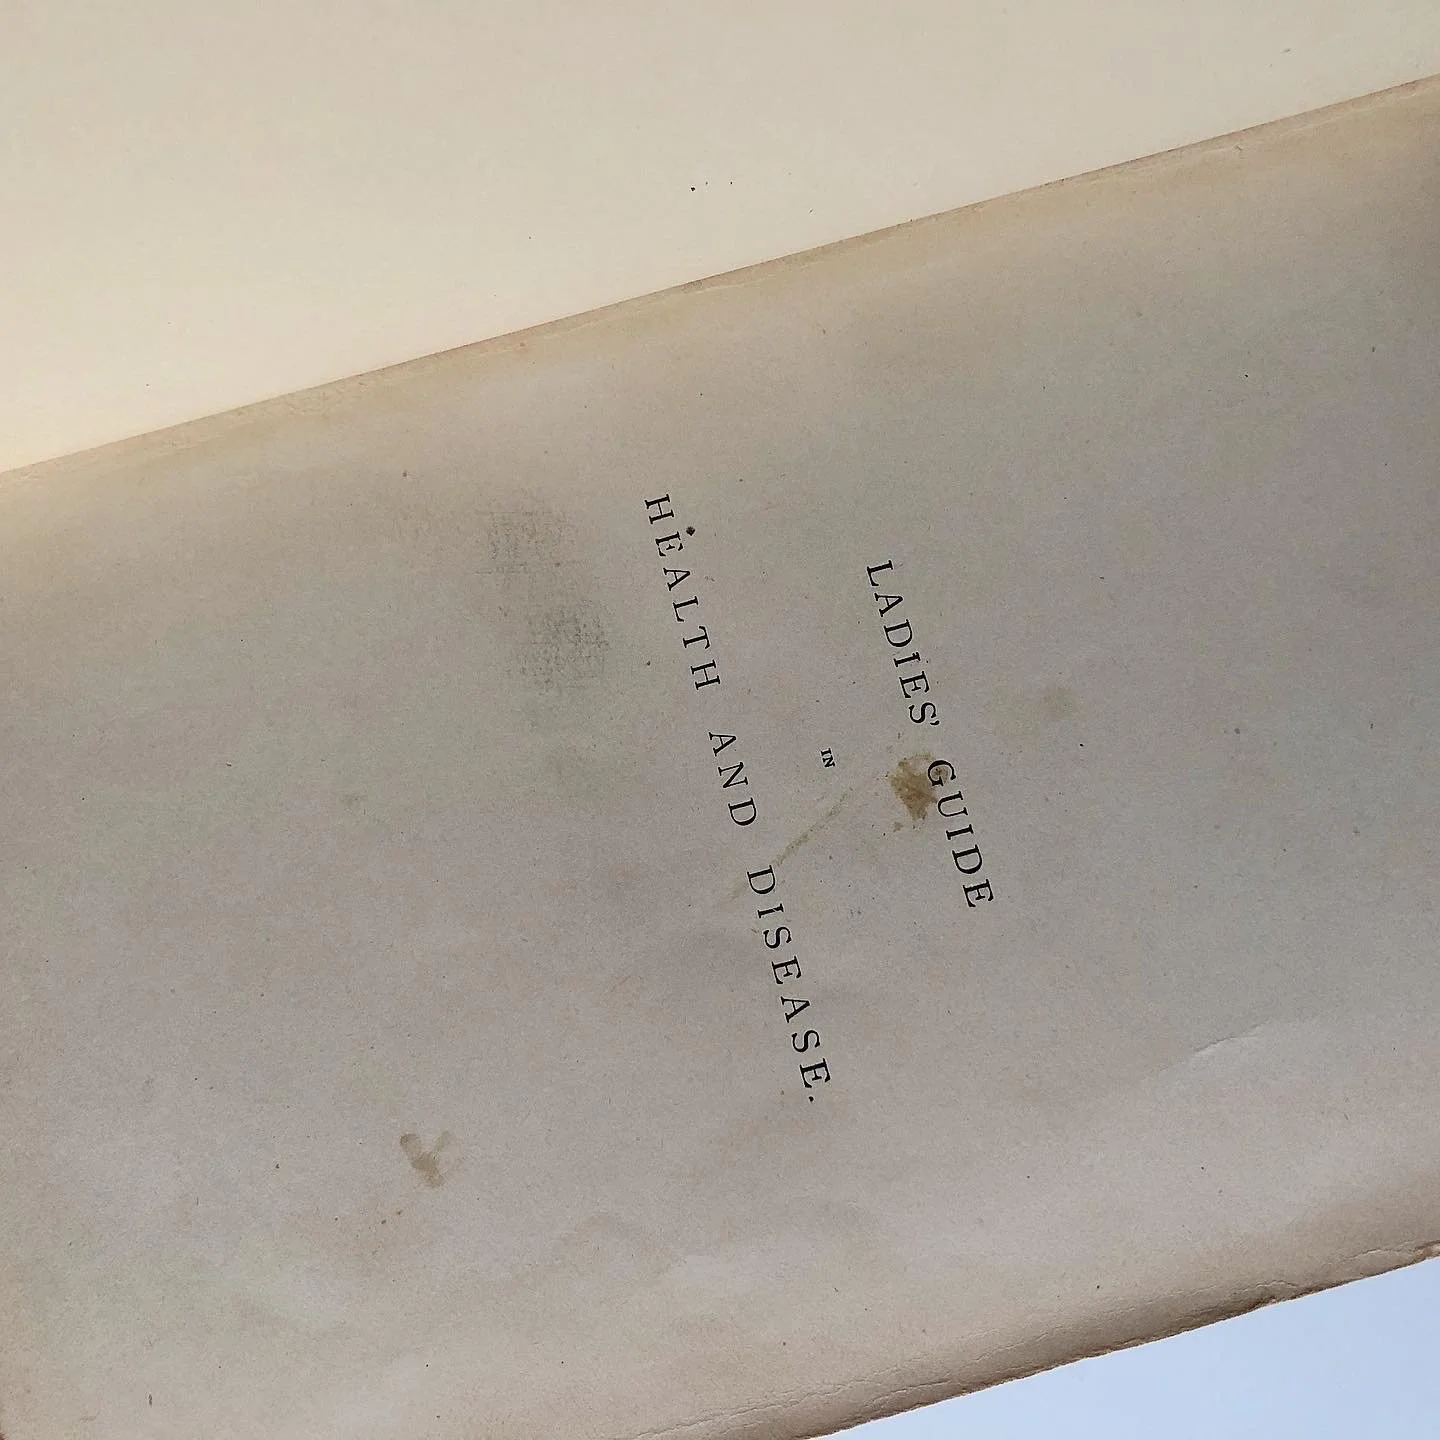 LADIES' GUIDE
IN
HEALTH AND DISEASE.